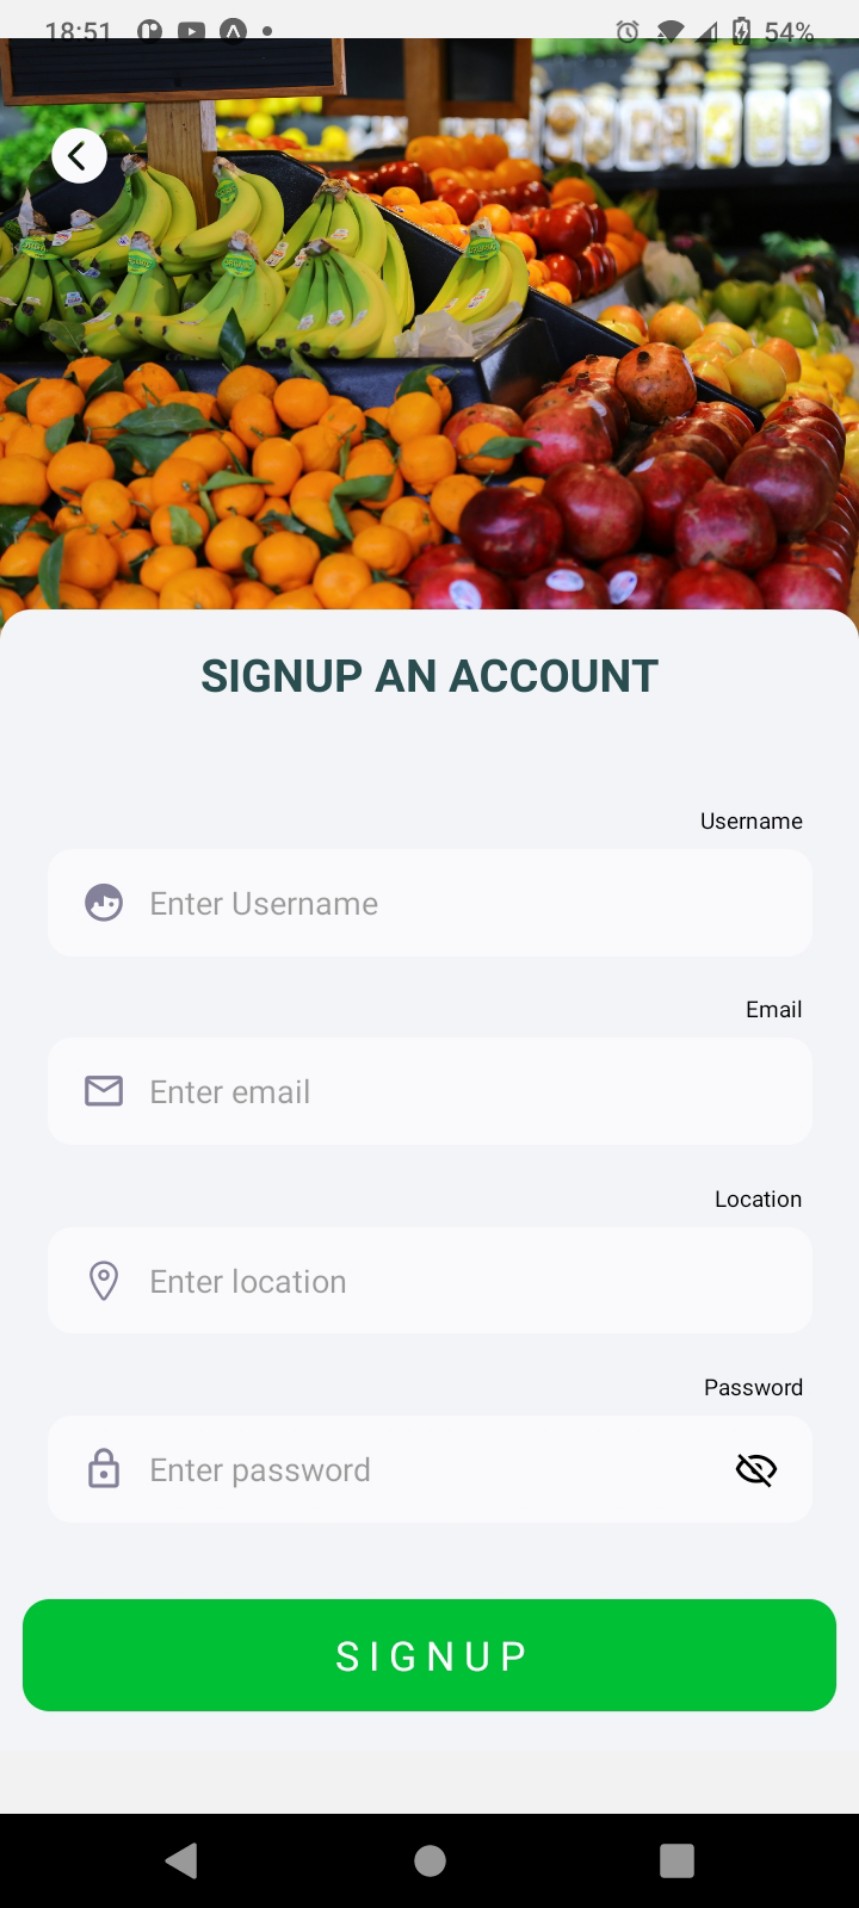 18:51
54%
SIGNUP AN ACCOUNT
Username
Enter Username
Email
Enter email
Location
Enter location
Password
Enter password
SIGNUP